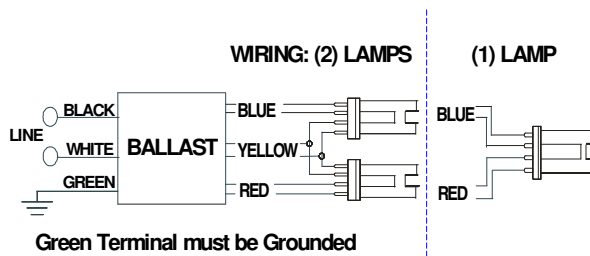 WIRING: (2) LAMPS
(1) LAMP
BLACK
BLUE
BLUE
LINE
WHITE
BALLAST
YELLOW
GREEN
RED
RED
Green Terminal must be Grounded